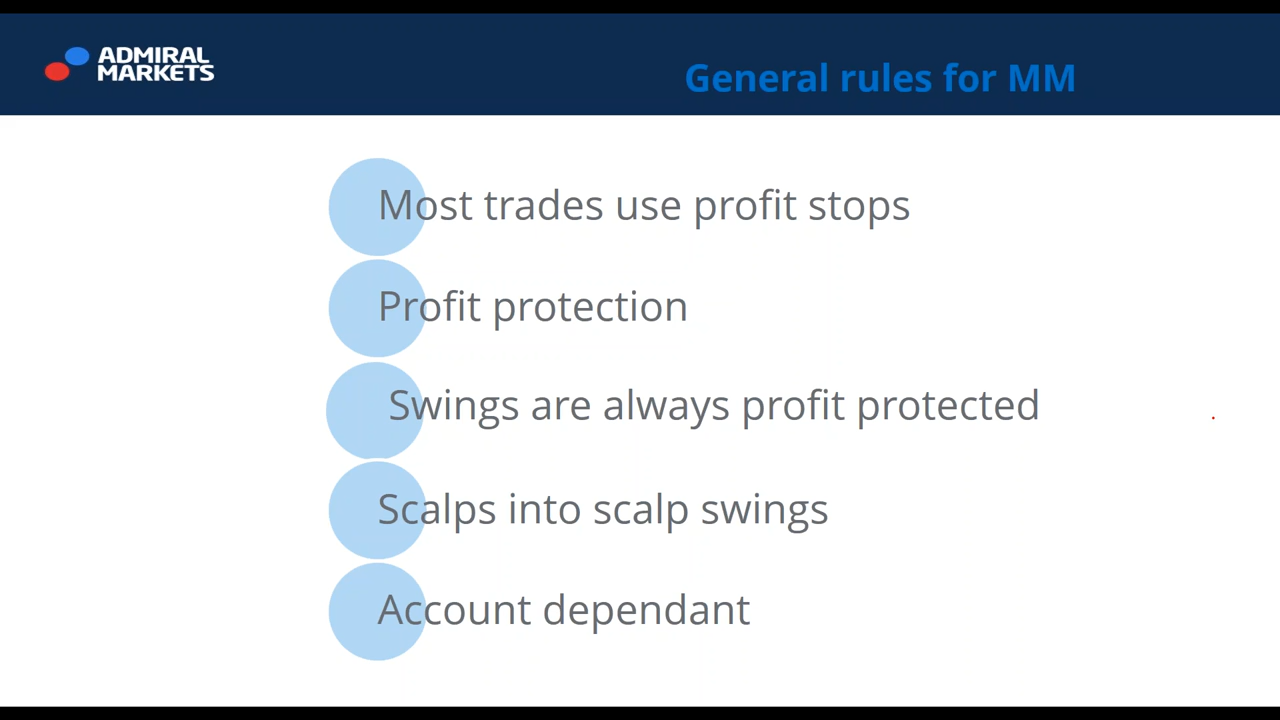 ADMIRAL
MARKETS
General rules for MM
Most trades use profit stops
Profit protection
Swings are always profit protected
Scalps into scalp swings
Account dependant